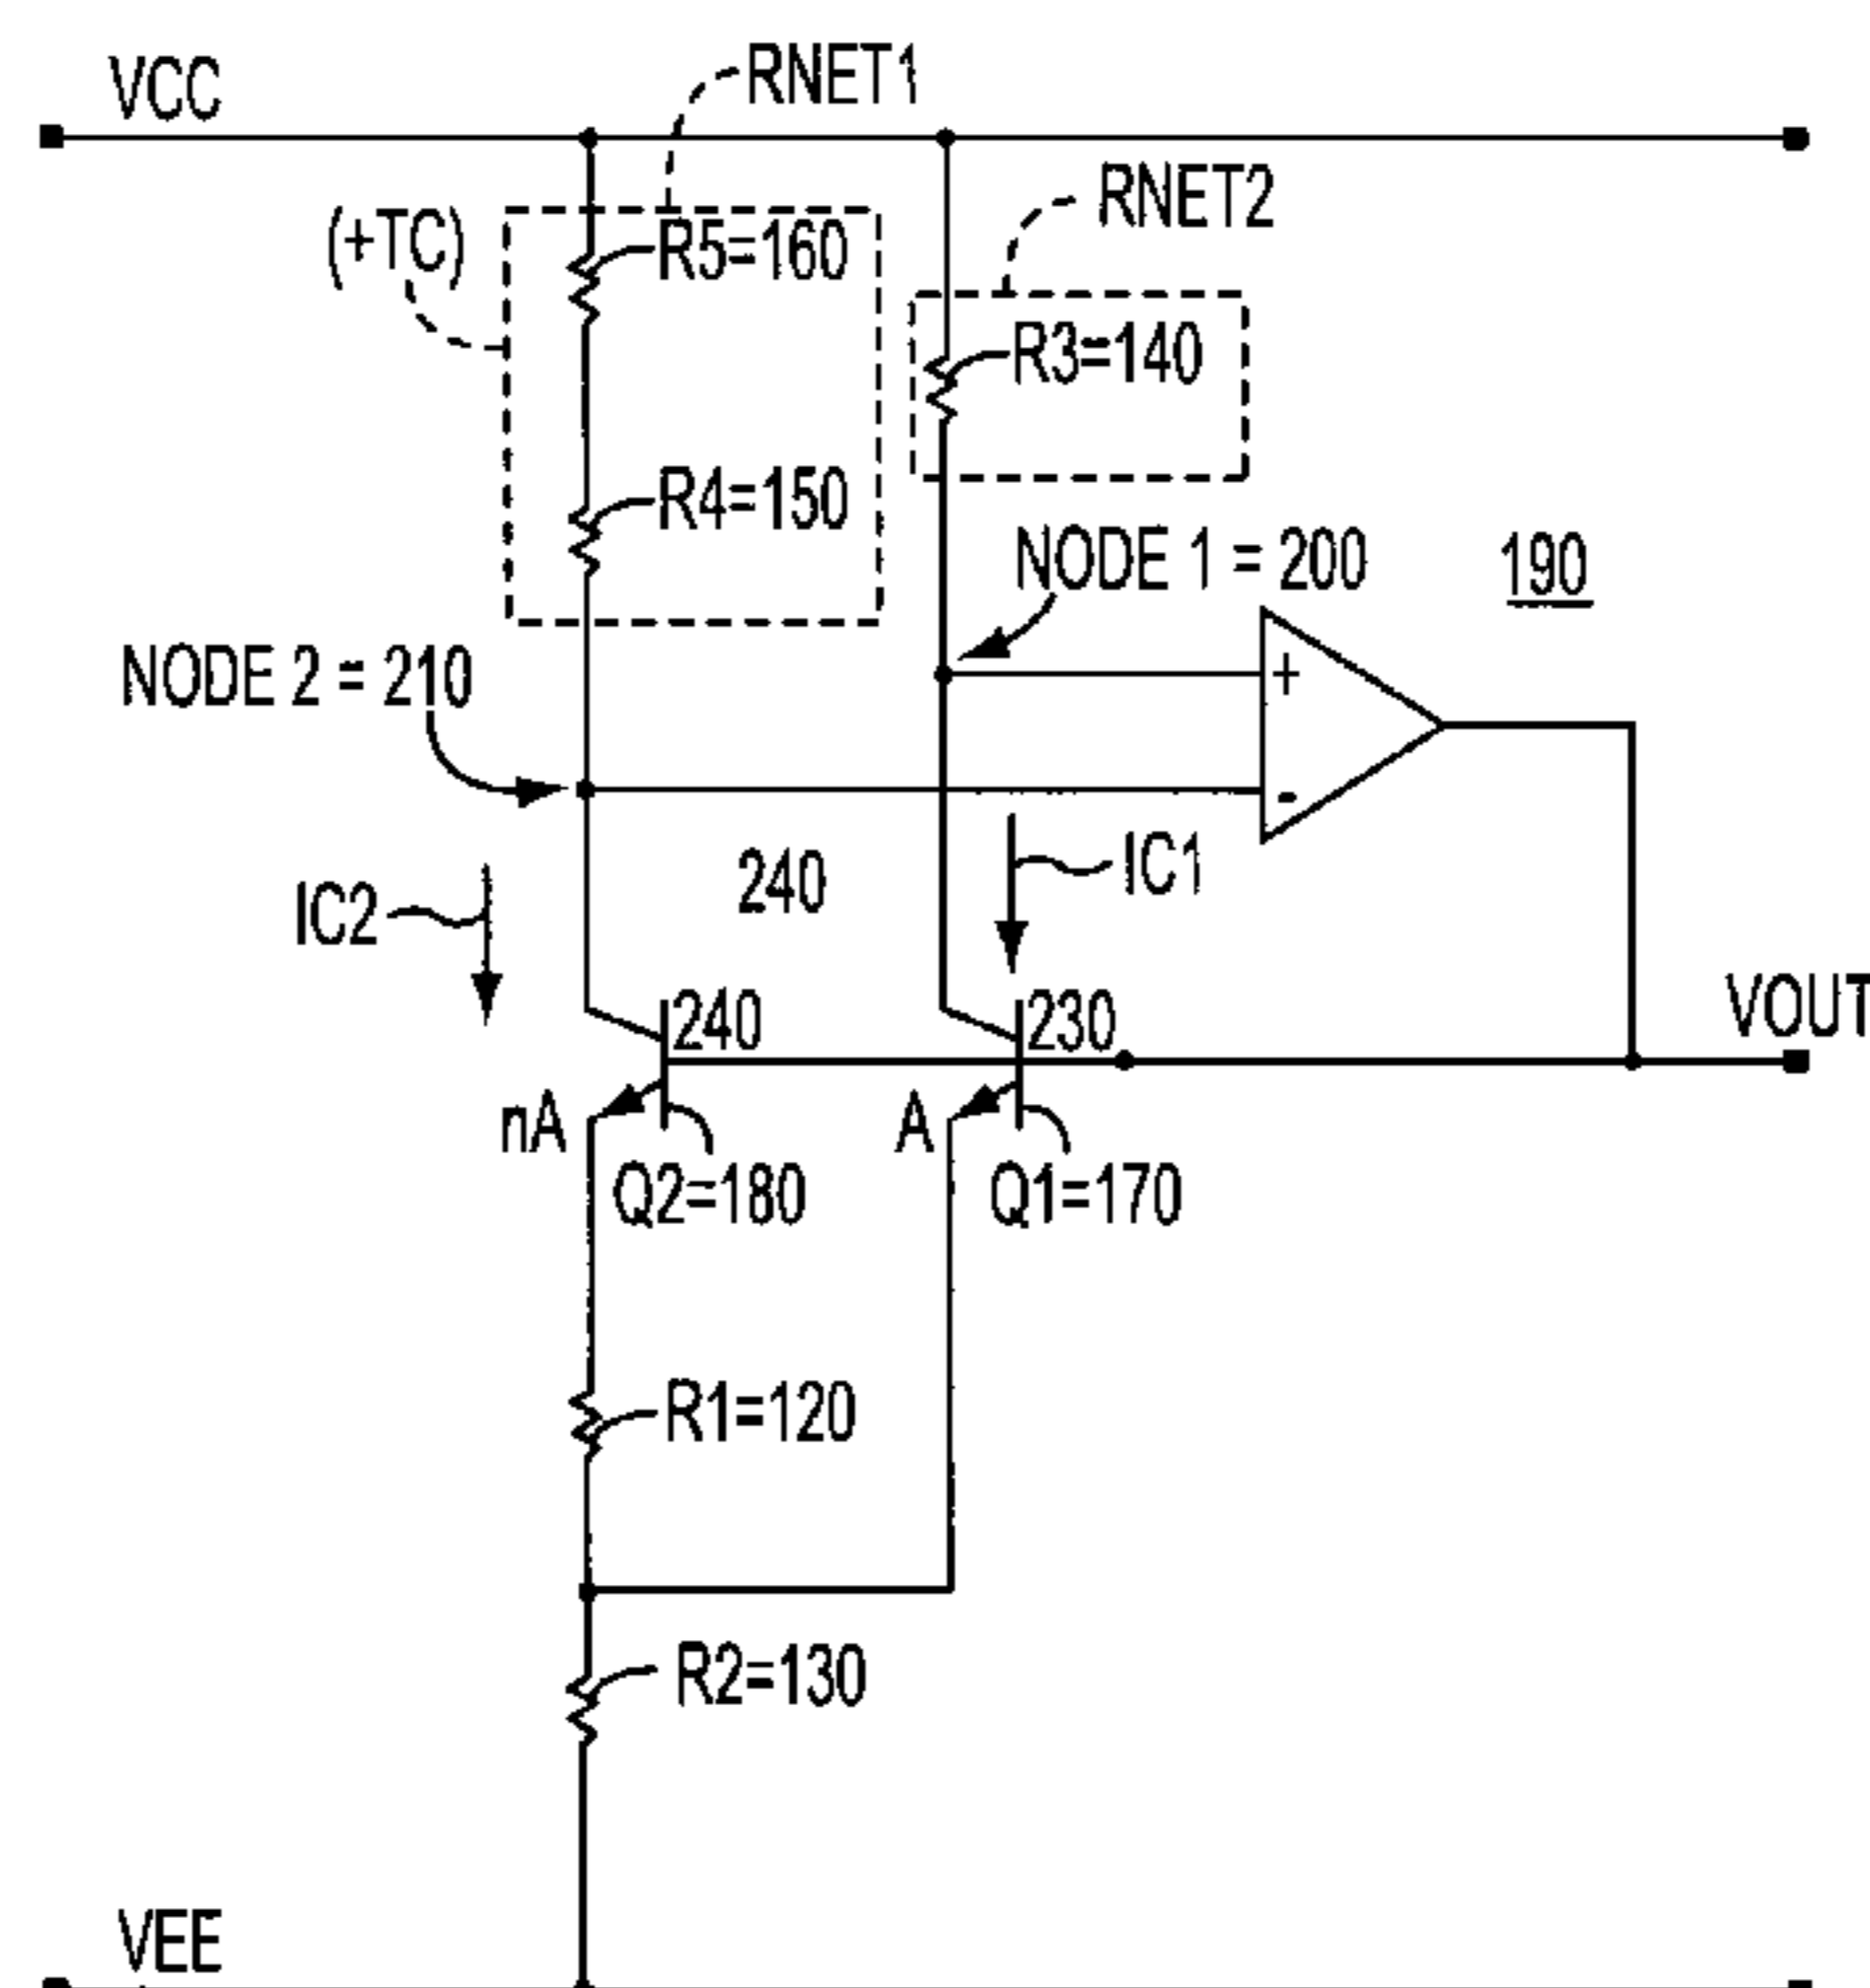 VCC
RNET1
RNET2
(+TC)
R5=160
R3=140
R4=150
NODE 1 = 200
190
+
NODE 2 = 210
-
IC2
240
IC1
240
230
VOUT
nA
A
Q2=180
Q1=170
R1=120
R2=130
VEE